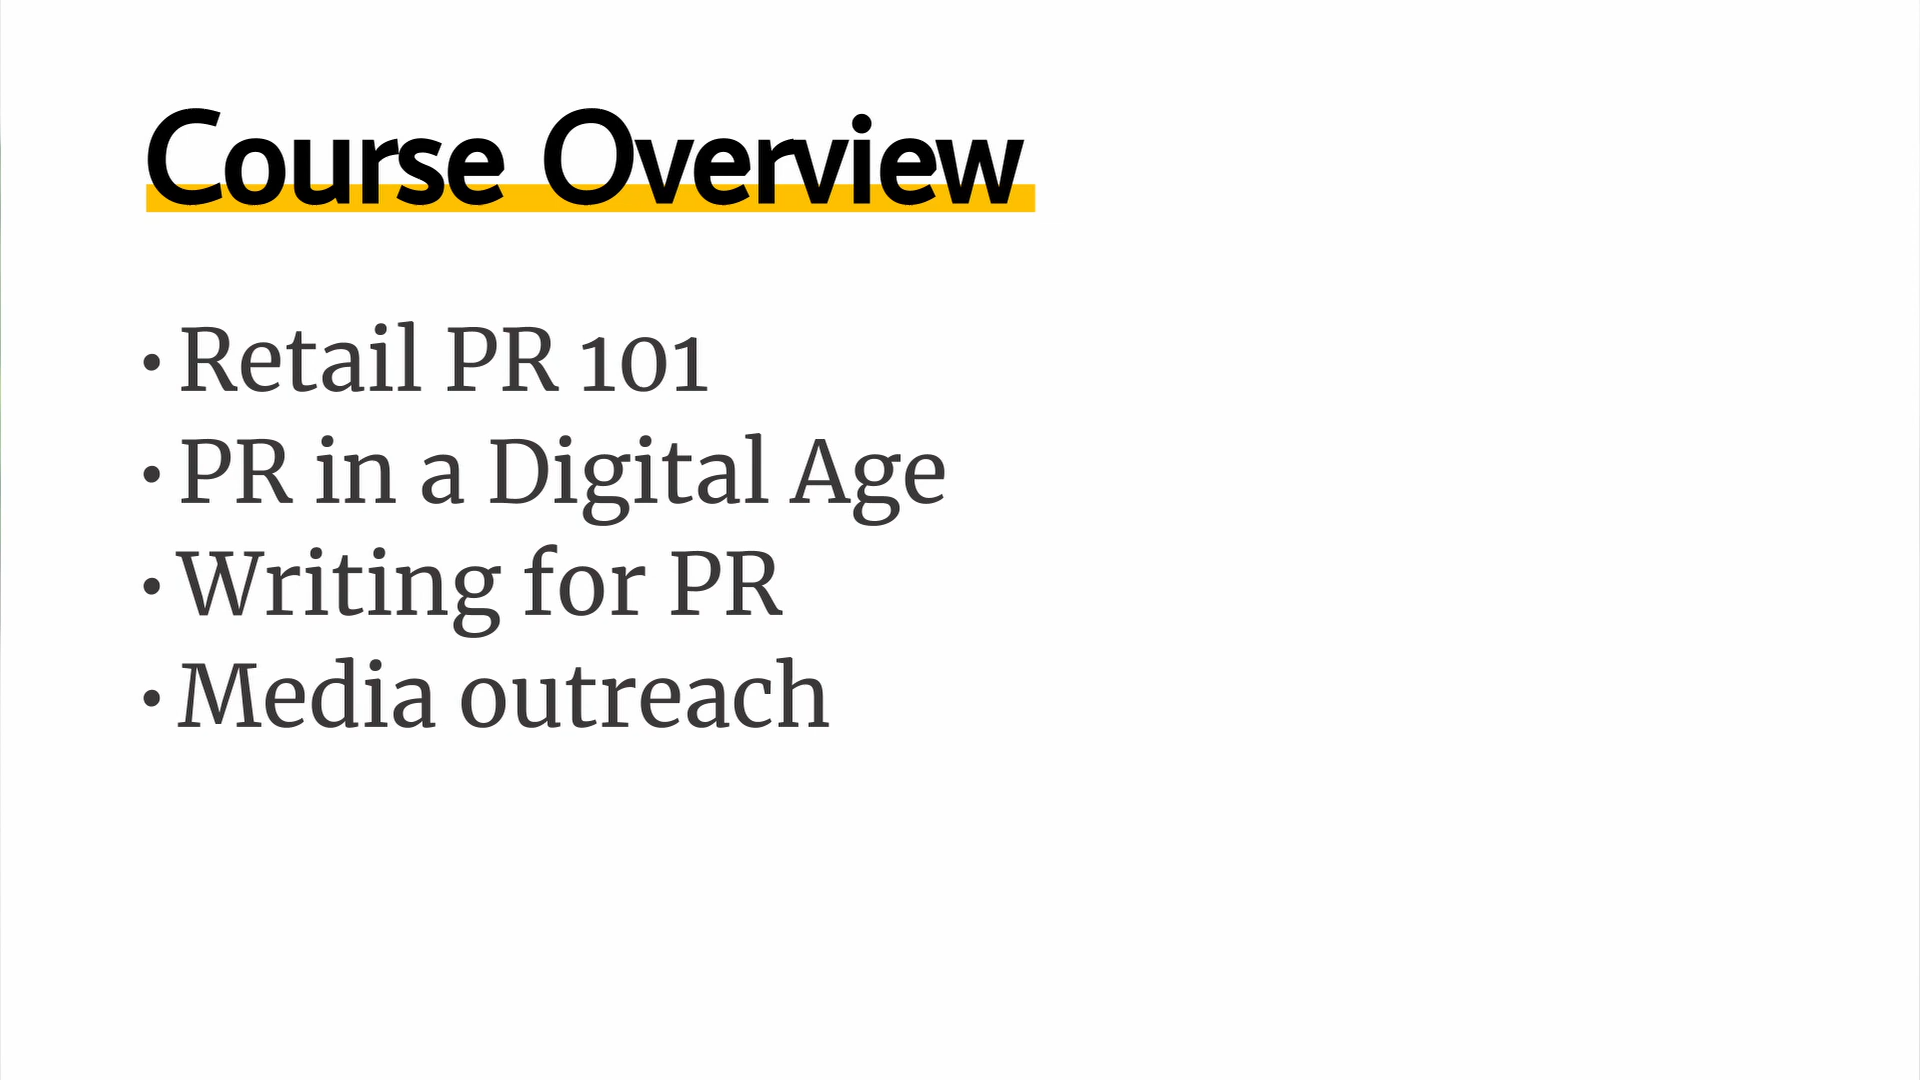 Course Overview
• Retail PR 101
• PR in a Digital Age
• Writing for PR
• Media outreach